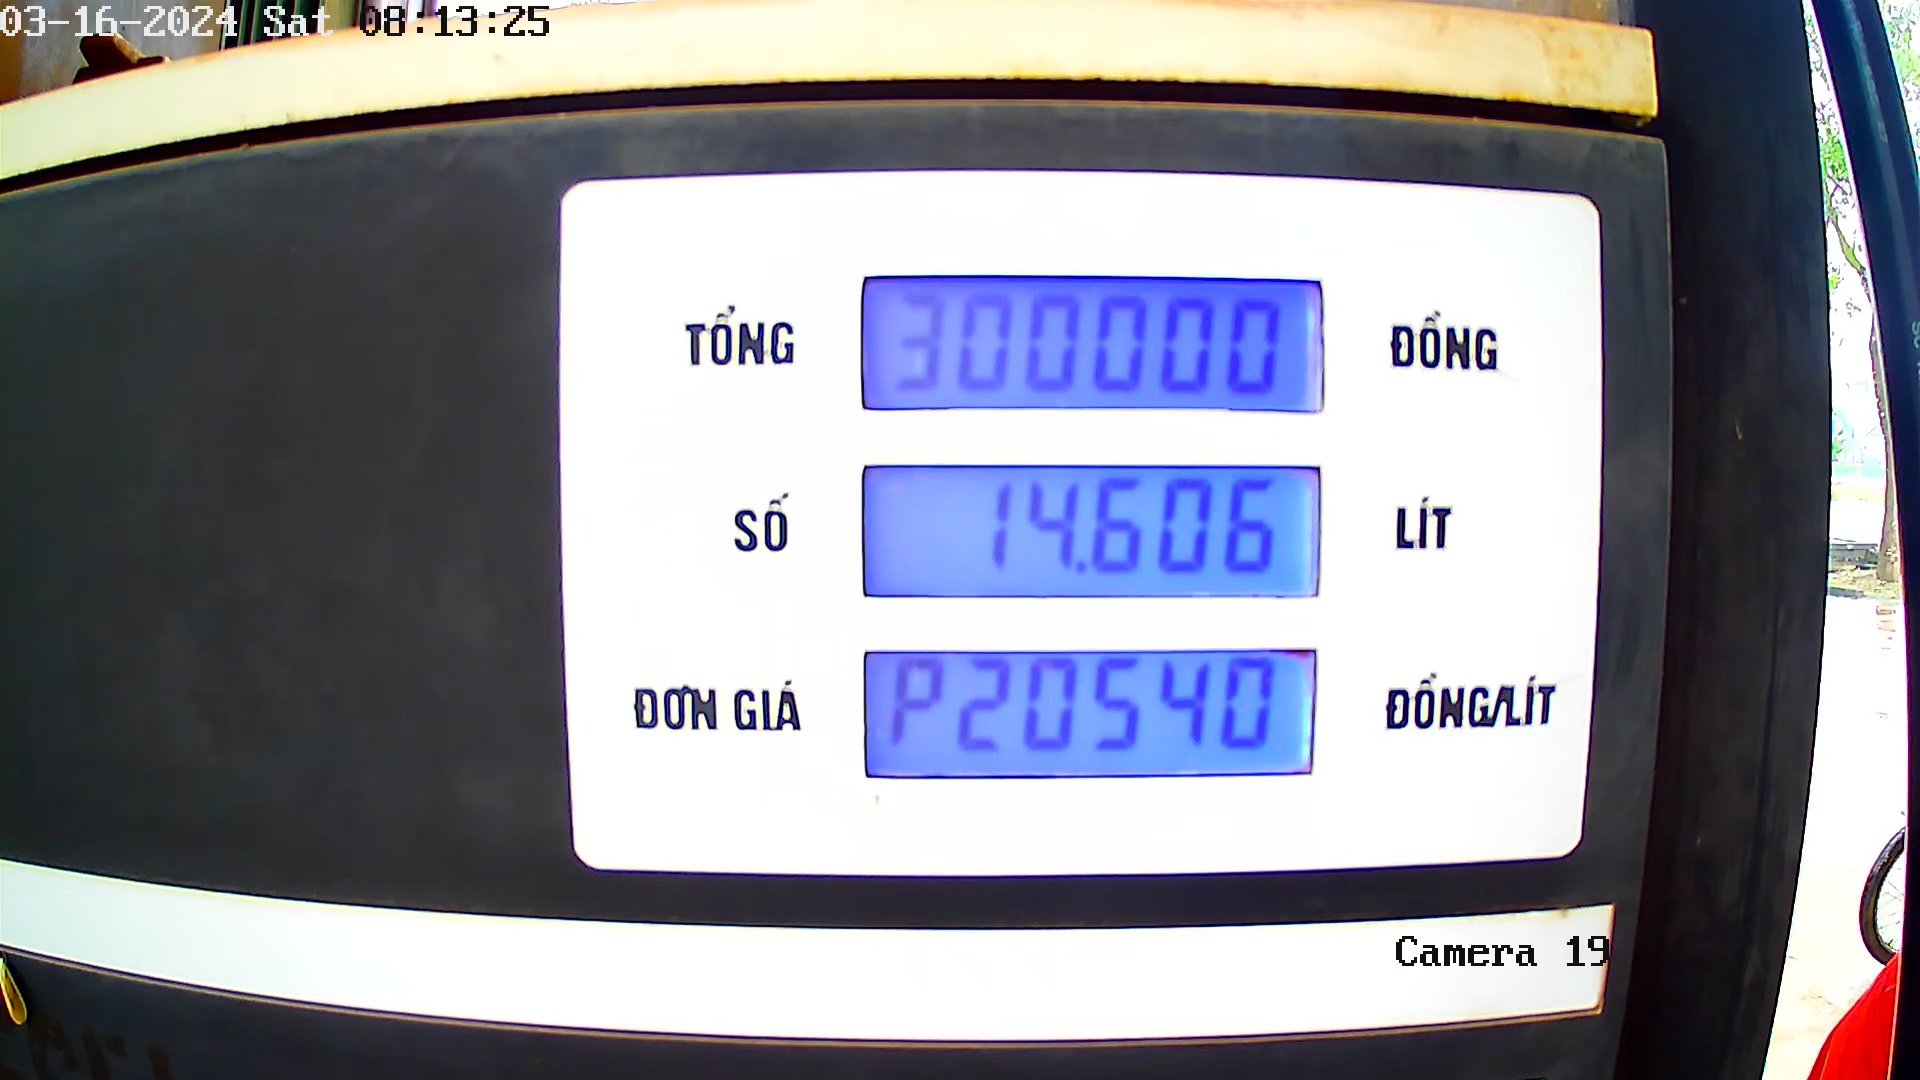 03-16-2024 Sat 08:13:25
TỔNG 300000 ĐỒNG
SỐ 14.606 LÍT
ĐƠN GIÁ P20540 ĐỒNG/LÍT
Camera 19